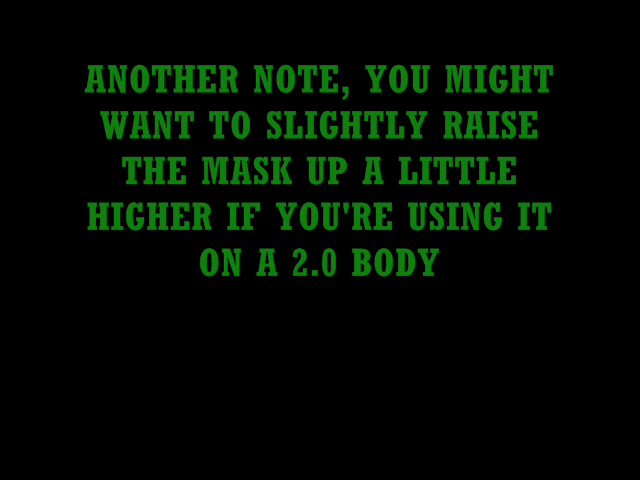 ANOTHER NOTE, YOU MIGHT
WANT TO SLIGHTLY RAISE
THE MASK UP A LITTLE
HIGHER IF YOU'RE USING IT
ON A 2.0 BODY